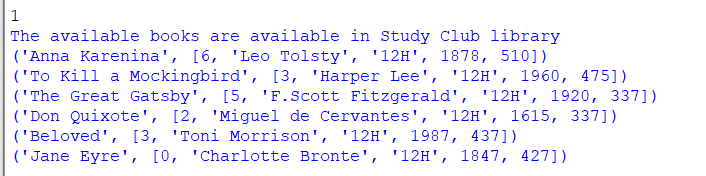 1
The available books are available in Study Club library
('Anna Karenina', [6, 'Leo Tolsty', '12H', 1878, 510])
('To Kill a Mockingbird', [3, 'Harper Lee', '12H', 1960, 475])
('The Great Gatsby', [5, 'F.Scott Fitzgerald', '12H', 1920, 337])
('Don Quixote', [2, 'Miguel de Cervantes', '12H', 1615, 337])
('Beloved', [3, 'Toni Morrison', '12H', 1987, 437])
('Jane Eyre', [0, 'Charlotte Bronte', '12H', 1847, 427])